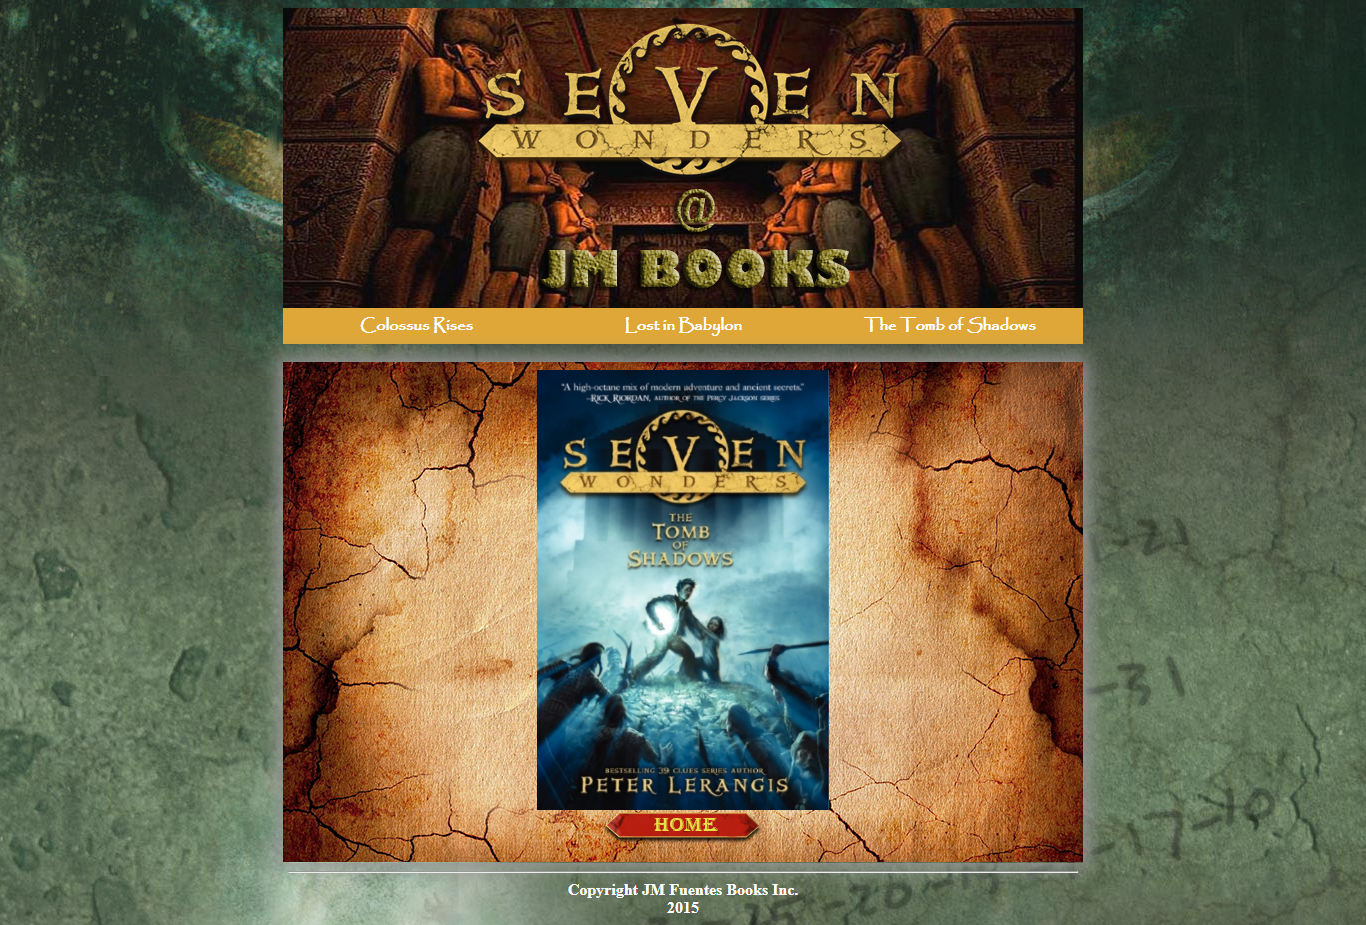 SEVEN
WONDERS
@
JM BOOKS
Colossus Rises Lost in Babylon The Tomb of Shadows
"A high-octane mix of modern adventure and ancient secrets."
–RICK RIORDAN, AUTHOR OF THE PERCY JACKSON SERIES
SEVEN
WONDERS
THE
TOMB
OF
SHADOWS
BESTSELLING 39 CLUES SERIES AUTHOR
PETER LERANGIS
HOME
-21
-31
Copyright JM Fuentes Books Inc.
2015